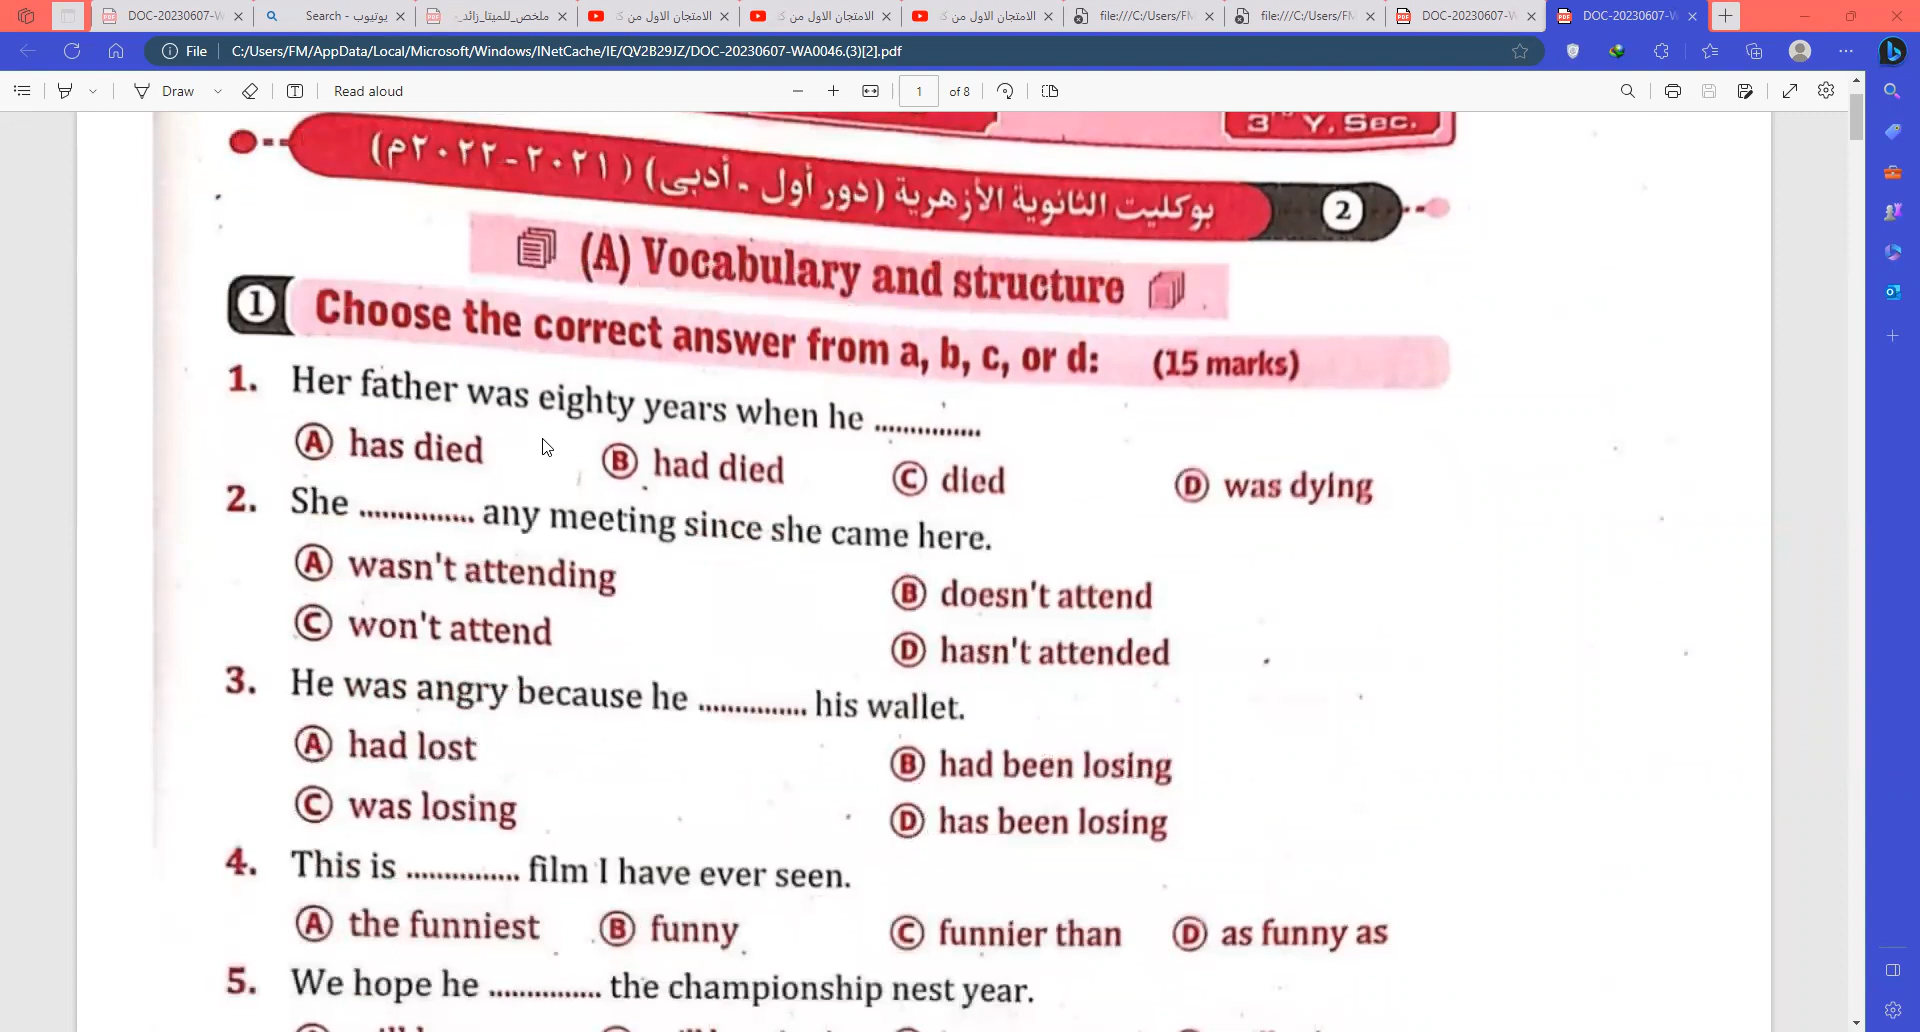 DOC-20230607-W
Search - يوتيوب
ملخص_للميتا_زائد_-
الامتحان الاول من ك
الامتحان الاول من ك
الامتحان الاول من ك
file:///C:/Users/FM
file:///C:/Users/FM
DOC-20230607-W
DOC-20230607-W
File
C:/Users/FM/AppData/Local/Microsoft/Windows/INetCache/IE/QV2B29JZ/DOC-20230607-WA0046.(3)[2].pdf
Draw
Read aloud
1
of 8
3rd Y. Sec.
بوكليت الثانوية الأزهرية (دور أول - أدبى) (٢٠٢١-٢٠٢٢م)
2
(A) Vocabulary and structure
1 Choose the correct answer from a, b, c, or d: (15 marks)
1. Her father was eighty years when he ...............
A has died B had died C died D was dying
2. She ............... any meeting since she came here.
A wasn't attending B doesn't attend
C won't attend D hasn't attended
3. He was angry because he ............... his wallet.
A had lost B had been losing
C was losing D has been losing
4. This is ............... film I have ever seen.
A the funniest B funny C funnier than D as funny as
5. We hope he ............... the championship nest year.